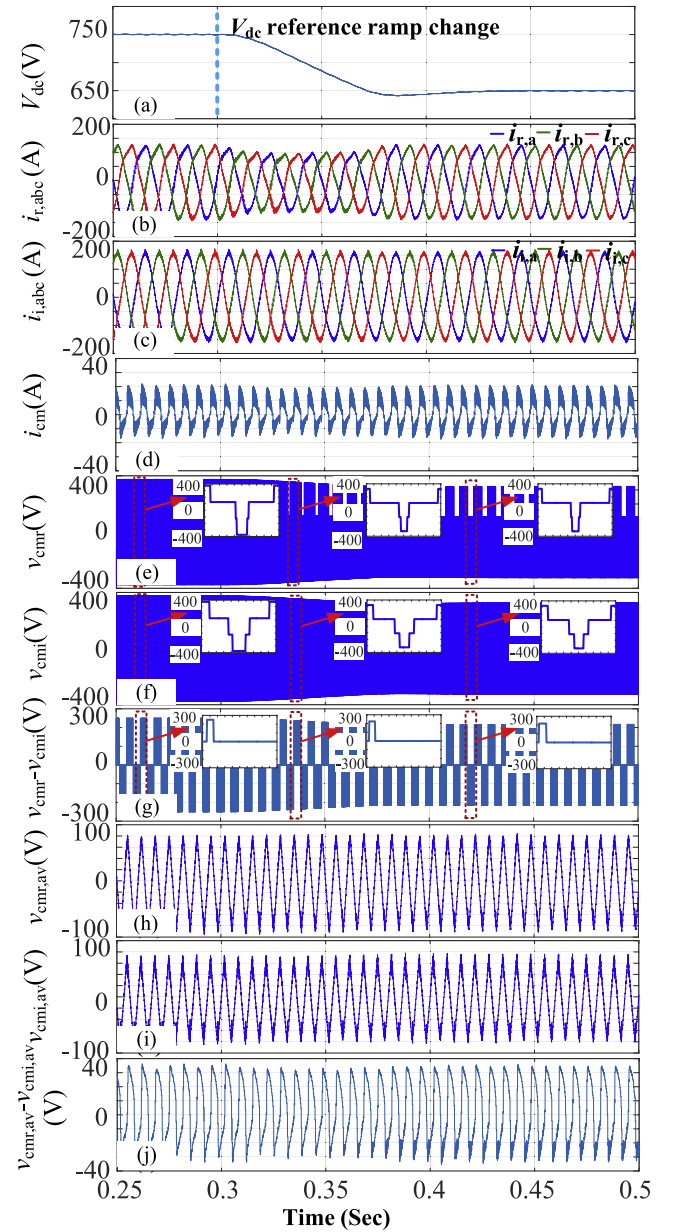 750
650
V_dc(V)
V_dc reference ramp change
(a)
200
0
-200
i_r,abc (A)
i_r,a i_r,b i_r,c
(b)
200
0
-200
i_i,abc (A)
i_i,a i_i,b i_i,c
(c)
40
0
-40
i_cm(A)
(d)
400
0
-400
v_cmr(V)
400 0 -400
400 0 -400
400 0 -400
(e)
400
0
-400
v_cmi(V)
400 0 -400
400 0 -400
400 0 -400
(f)
300
0
-300
v_cmr-v_cmi(V)
300 0 -300
300 0 -300
300 0 -300
(g)
100
0
-100
v_cmr,av(V)
(h)
100
0
-100
v_cmi,av(V)
(i)
40
0
-40
v_cmr,av-v_cmi,av
(V)
(j)
0.25 0.3 0.35 0.4 0.45 0.5
Time (Sec)